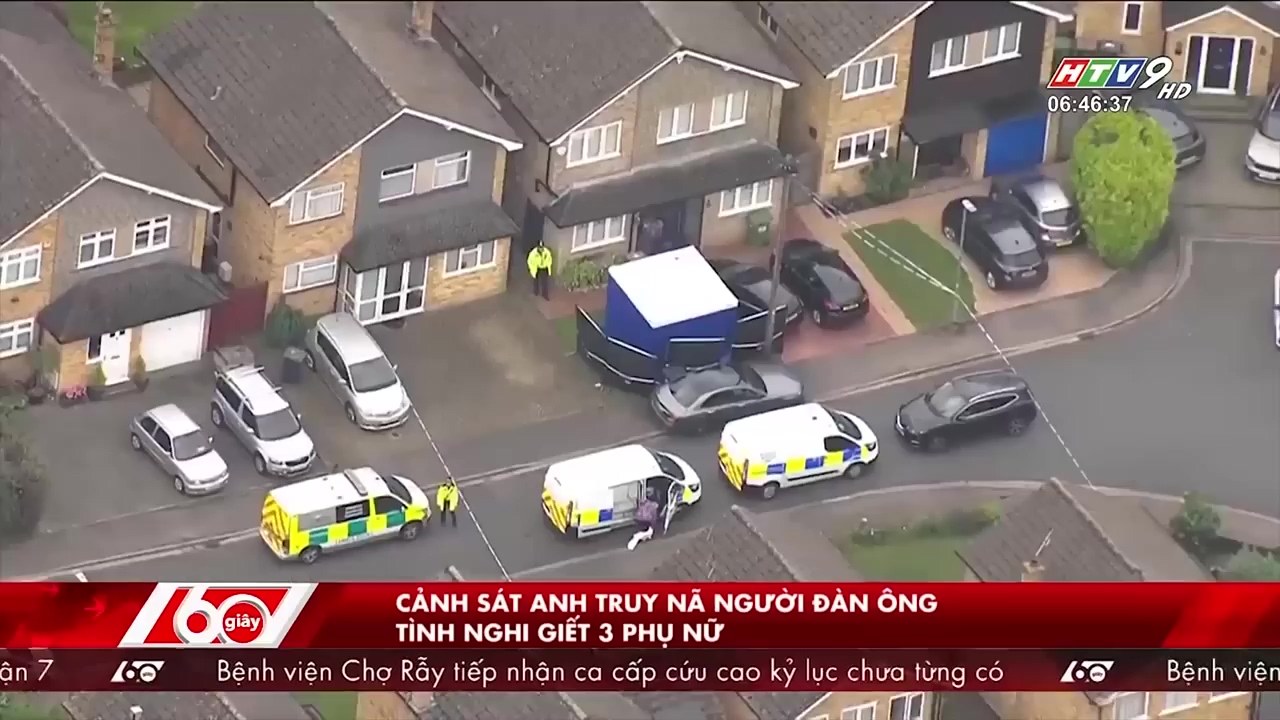 HTV9 HD
06:46:37
60 giây
CẢNH SÁT ANH TRUY NÃ NGƯỜI ĐÀN ÔNG
TÌNH NGHI GIẾT 3 PHỤ NỮ
ận 7 60 Bệnh viện Chợ Rẫy tiếp nhận ca cấp cứu cao kỷ lục chưa từng có 60 Bệnh viện